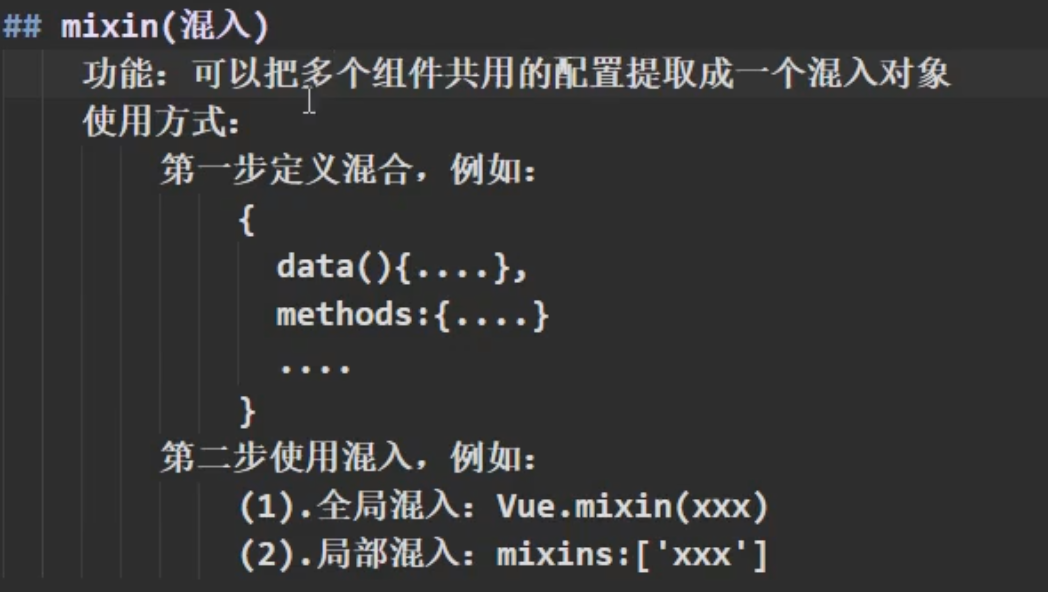 ## mixin(混入)
功能：可以把多个组件共用的配置提取成一个混入对象
使用方式：
第一步定义混合，例如：
{
data(){....},
methods:{....}
....
}
第二步使用混入，例如：
(1).全局混入：Vue.mixin(xxx)
(2).局部混入：mixins:['xxx']